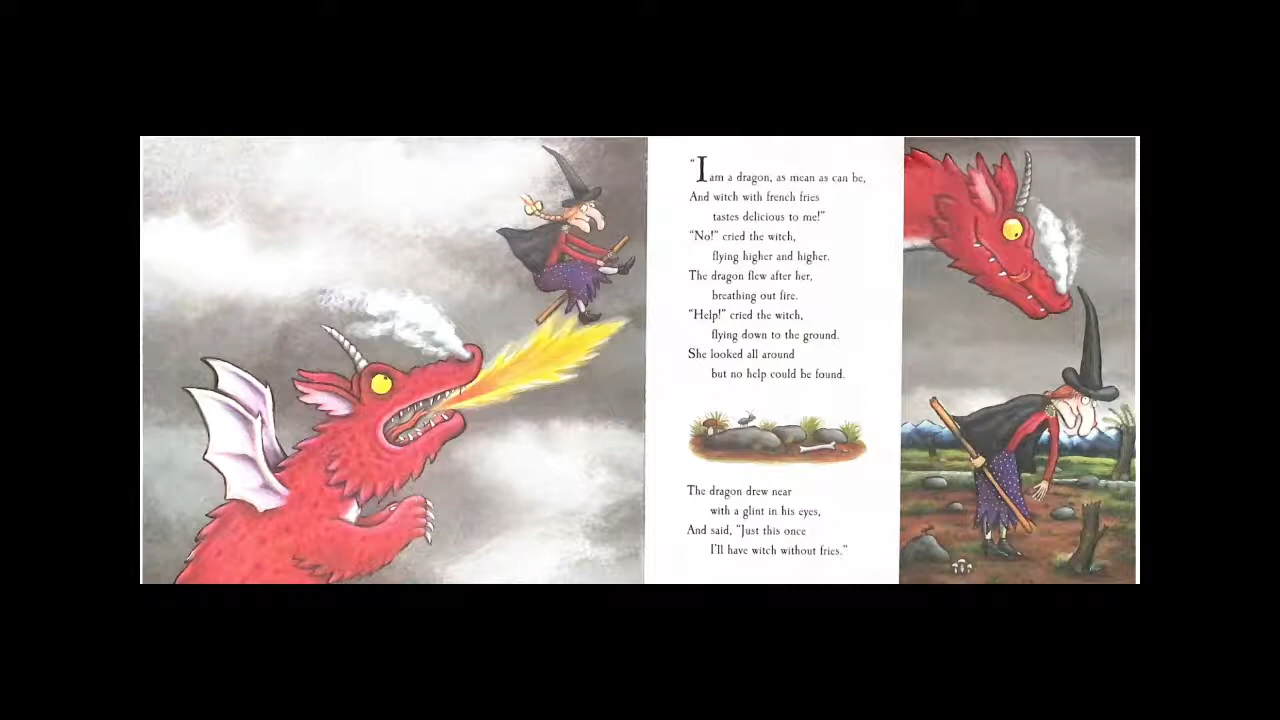 "I am a dragon, as mean as can be,
And witch with french fries
tastes delicious to me!"
"No!" cried the witch,
flying higher and higher.
The dragon flew after her,
breathing out fire.
"Help!" cried the witch,
flying down to the ground.
She looked all around
but no help could be found.
The dragon drew near
with a glint in his eyes,
And said, "Just this once
I'll have witch without fries."